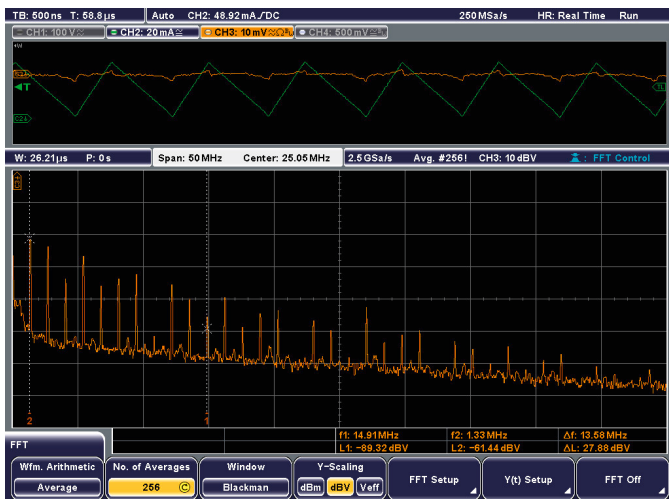 TB: 500 ns T: 58.8 µs Auto CH2: 48.92 mA / DC 250 MSa/s HR: Real Time Run
CH1: 100 V CH2: 20 mA CH3: 10 mV CH4: 500 mV
C2
W: 26.21 µs P: 0 s Span: 50 MHz Center: 25.05 MHz 2.5 GSa/s Avg. #256! CH3: 10 dBV FFT Control
2 1
f1: 14.91 MHz f2: 1.33 MHz Δf: 13.58 MHz
L1: -89.32 dBV L2: -61.44 dBV ΔL: 27.88 dBV
FFT
Wfm. Arithmetic No. of Averages Window Y-Scaling FFT Setup Y(t) Setup FFT Off
Average 256 Blackman dBm dBV Veff